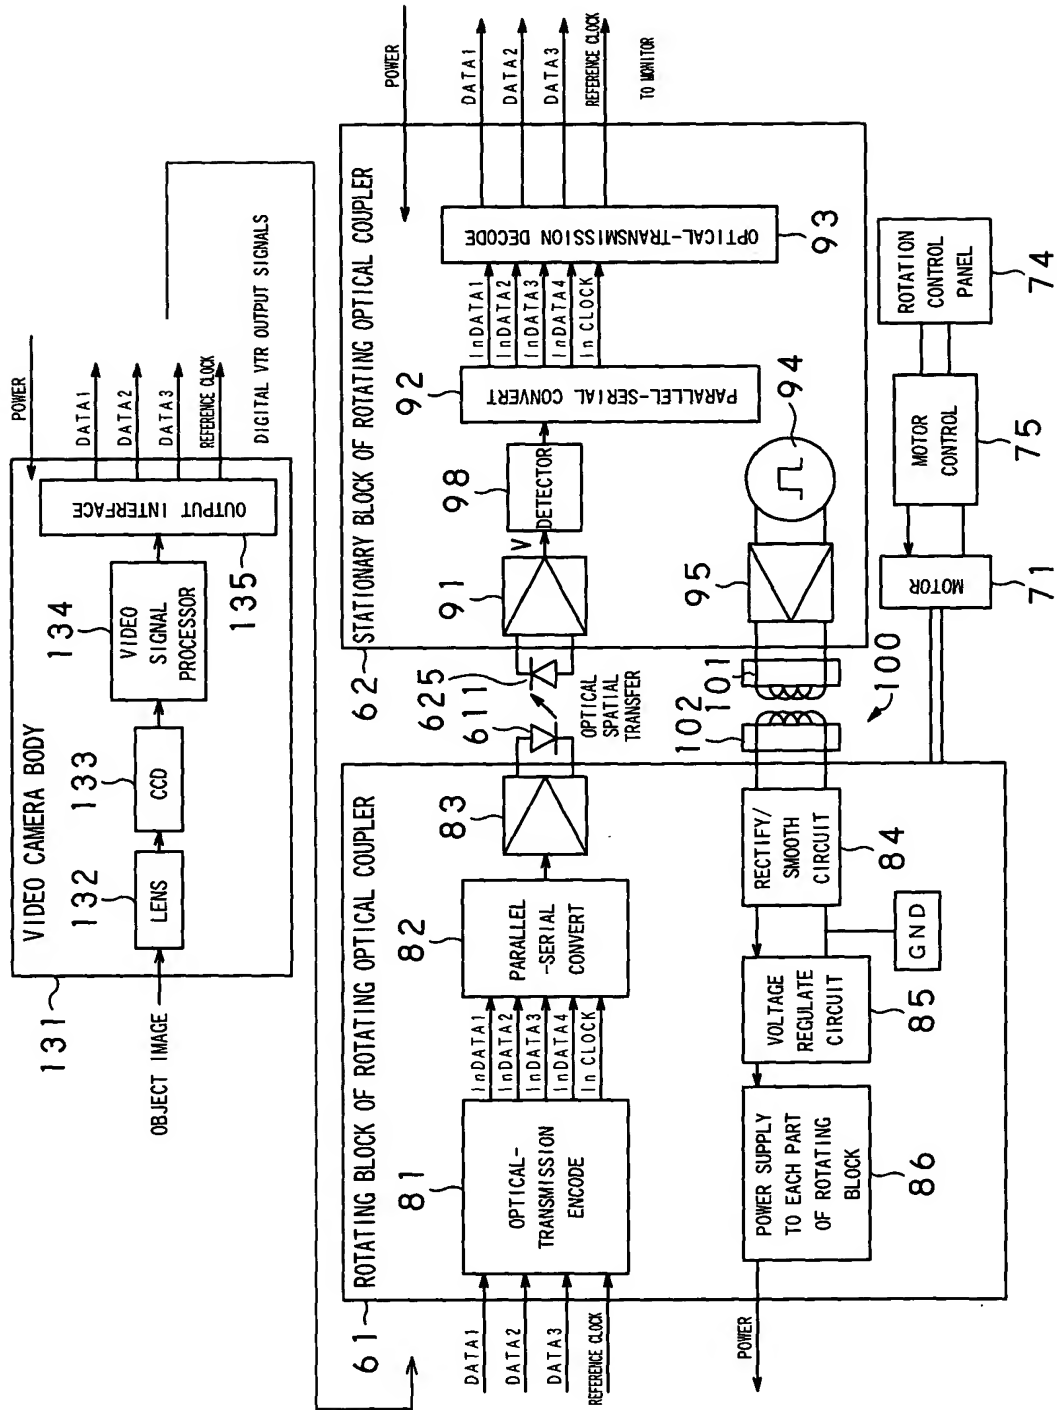 VIDEO CAMERA BODY
131
OBJECT IMAGE
132
LENS
133
CCD
134
VIDEO
SIGNAL
PROCESSOR
135
OUTPUT INTERFACE
POWER
DATA1
DATA2
DATA3
REFERENCE CLOCK
DIGITAL VTR OUTPUT SIGNALS
61
ROTATING BLOCK OF ROTATING OPTICAL COUPLER
DATA1
DATA2
DATA3
REFERENCE CLOCK
81
OPTICAL-
TRANSMISSION
ENCODE
InDATA1
InDATA2
InDATA3
InDATA4
InCLOCK
82
PARALLEL
-SERIAL
CONVERT
83
611
625
OPTICAL
SPATIAL
TRANSFER
62
STATIONARY BLOCK OF ROTATING OPTICAL COUPLER
91
V
98
DETECTOR
92
PARALLEL-SERIAL CONVERT
InDATA1
InDATA2
InDATA3
InDATA4
InCLOCK
OPTICAL-TRANSMISSION DECODE
93
POWER
DATA1
DATA2
DATA3
REFERENCE CLOCK
TO MONITOR
POWER
POWER SUPPLY
TO EACH PART
OF ROTATING
BLOCK
86
VOLTAGE
REGULATE
CIRCUIT
85
GND
RECTIFY/
SMOOTH
CIRCUIT
84
102
101
100
95
94
MOTOR
71
MOTOR
CONTROL
75
ROTATION
CONTROL
PANEL
74